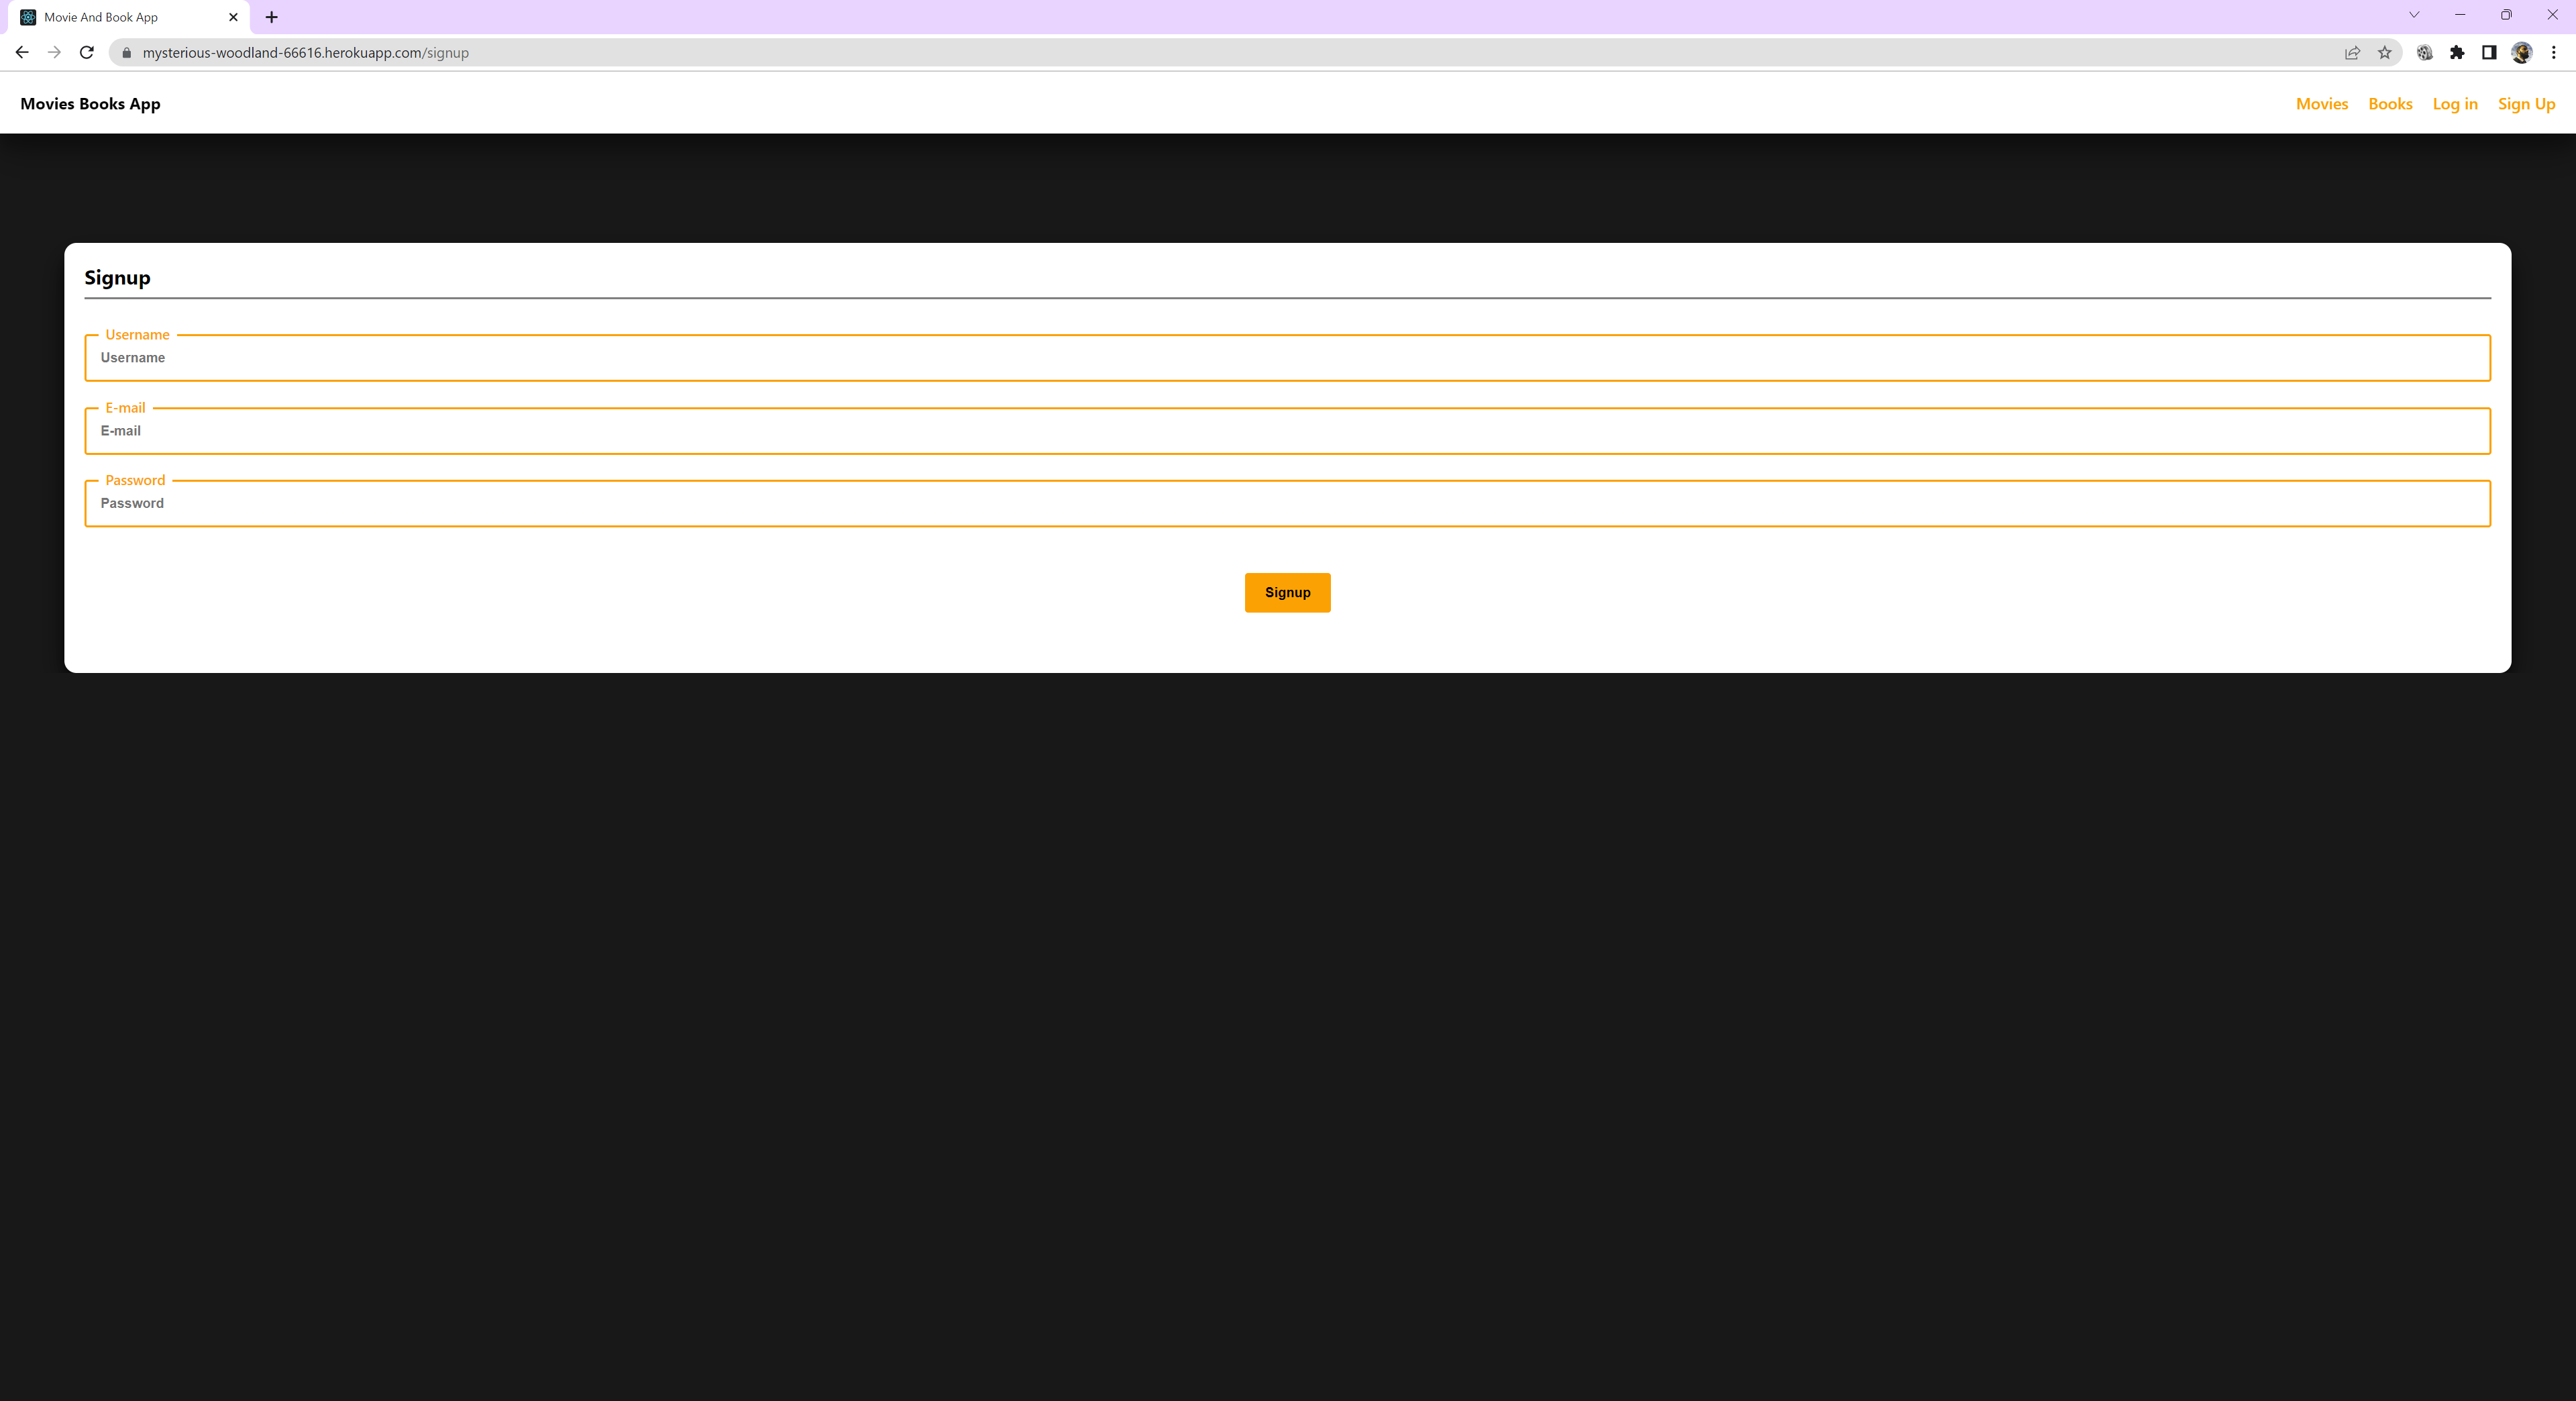 Movie And Book App
mysterious-woodland-66616.herokuapp.com/signup
Movies Books App
Movies Books Log in Sign Up
Signup
Username
Username
E-mail
E-mail
Password
Password
Signup